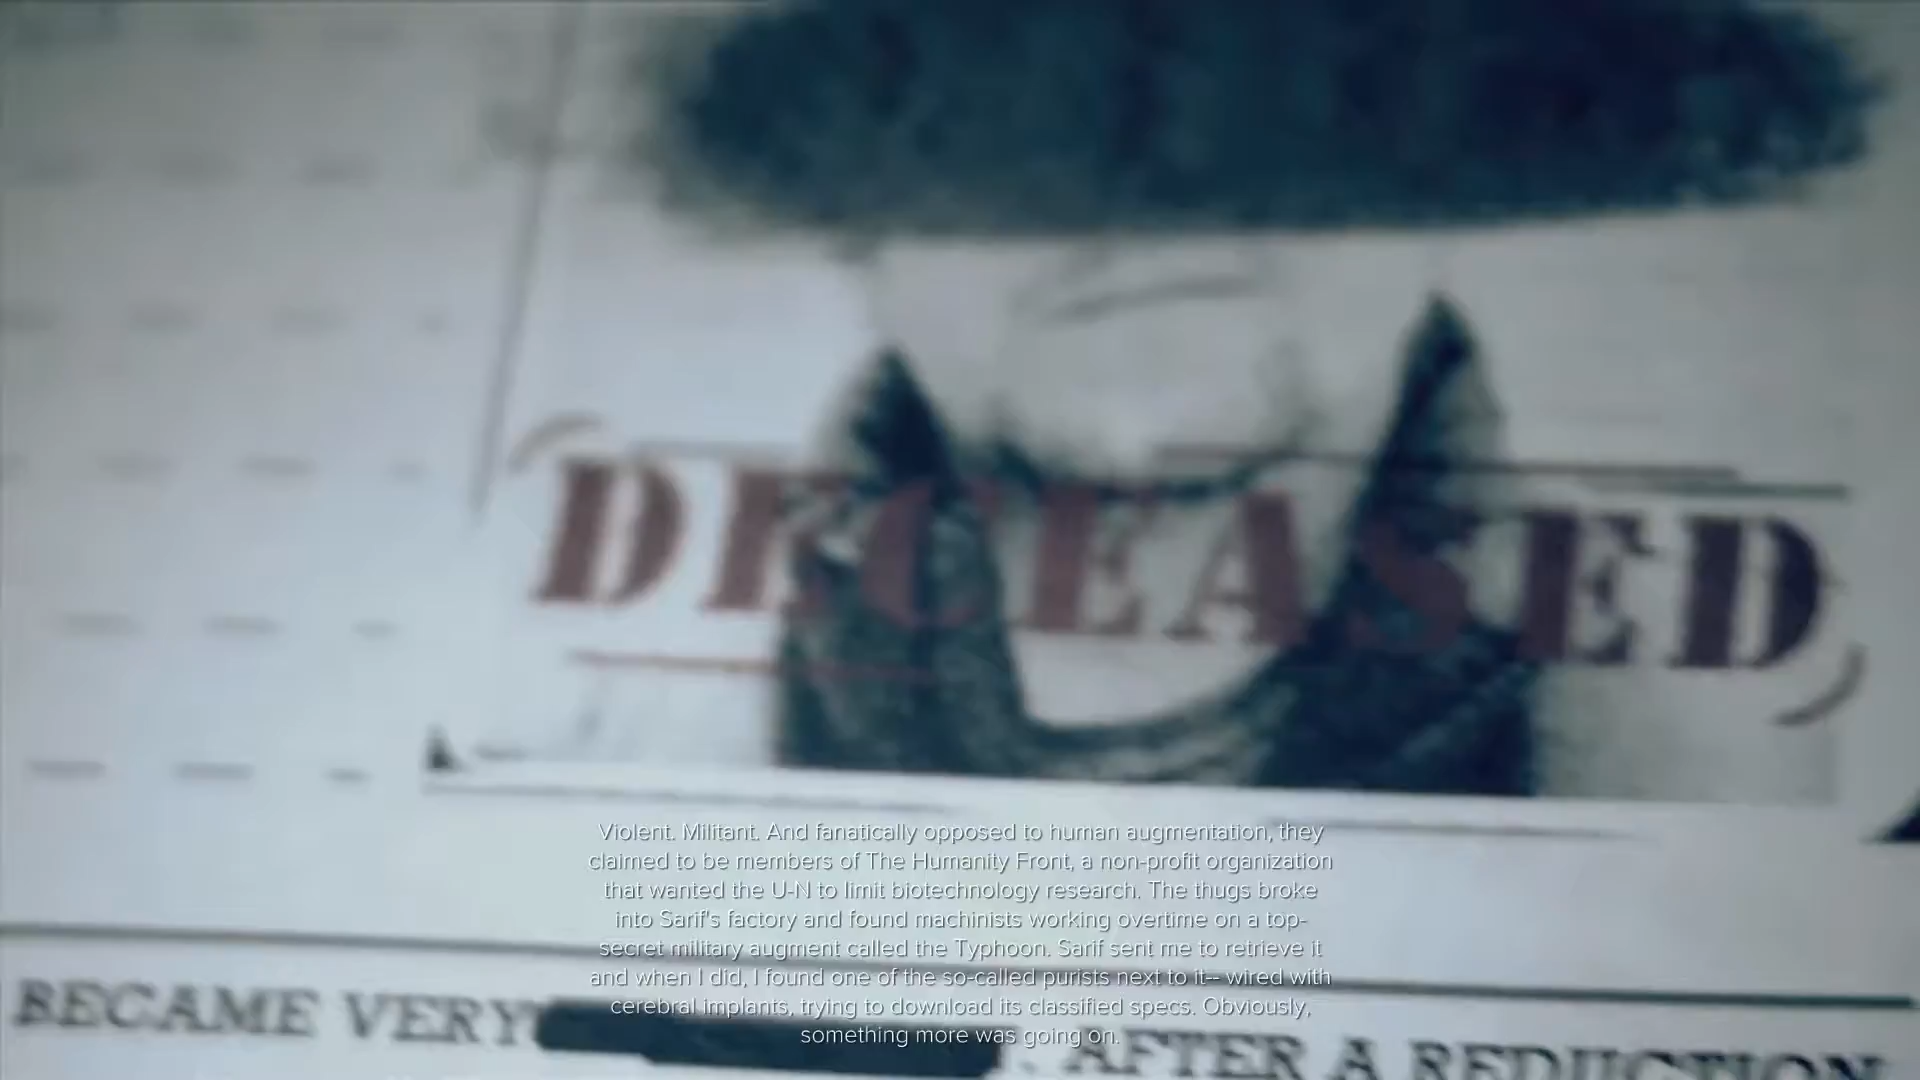 DECEASED
Violent. Militant. And fanatically opposed to human augmentation, they
claimed to be members of The Humanity Front, a non-profit organization
that wanted the U-N to limit biotechnology research. The thugs broke
into Sarif's factory and found machinists working overtime on a top-
secret military augment called the Typhoon. Sarif sent me to retrieve it
and when I did, I found one of the so-called purists next to it-- wired with
cerebral implants, trying to download its classified specs. Obviously,
something more was going on.
BECAME VERY AFTER A REDUCTION